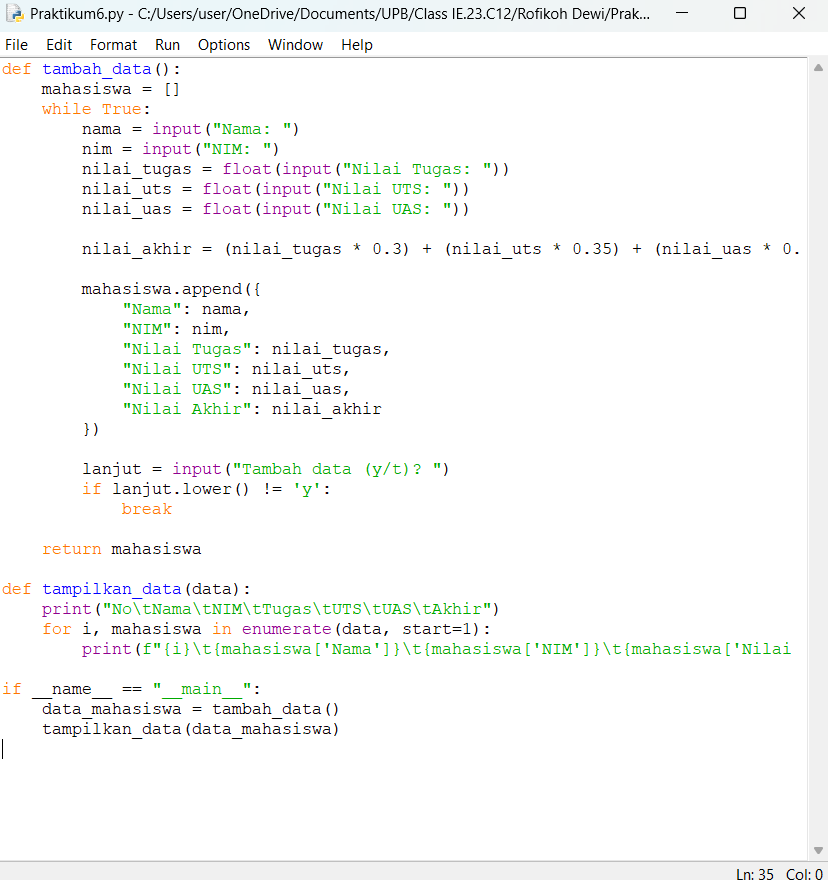 Praktikum6.py - C:/Users/user/OneDrive/Documents/UPB/Class IE.23.C12/Rofikoh Dewi/Prak...
File Edit Format Run Options Window Help
def tambah_data():
    mahasiswa = []
    while True:
        nama = input("Nama: ")
        nim = input("NIM: ")
        nilai_tugas = float(input("Nilai Tugas: "))
        nilai_uts = float(input("Nilai UTS: "))
        nilai_uas = float(input("Nilai UAS: "))

        nilai_akhir = (nilai_tugas * 0.3) + (nilai_uts * 0.35) + (nilai_uas * 0.

        mahasiswa.append({
            "Nama": nama,
            "NIM": nim,
            "Nilai Tugas": nilai_tugas,
            "Nilai UTS": nilai_uts,
            "Nilai UAS": nilai_uas,
            "Nilai Akhir": nilai_akhir
        })

        lanjut = input("Tambah data (y/t)? ")
        if lanjut.lower() != 'y':
            break

    return mahasiswa

def tampilkan_data(data):
    print("No\tNama\tNIM\tTugas\tUTS\tUAS\tAkhir")
    for i, mahasiswa in enumerate(data, start=1):
        print(f"{i}\t{mahasiswa['Nama']}\t{mahasiswa['NIM']}\t{mahasiswa['Nilai

if __name__ == "__main__":
    data_mahasiswa = tambah_data()
    tampilkan_data(data_mahasiswa)
Ln: 35 Col: 0